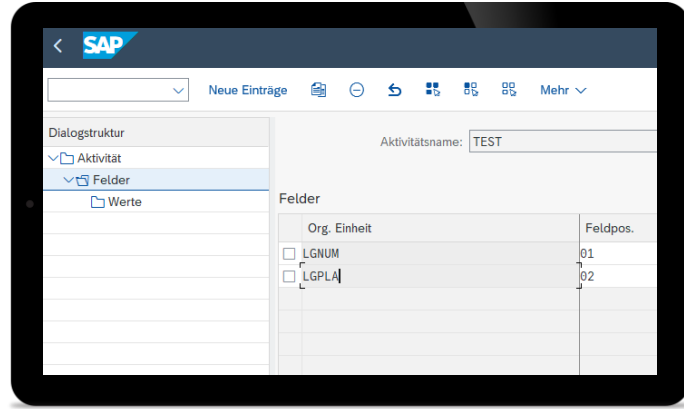 SAP
Neue Einträge
Mehr
Dialogstruktur
Aktivität
Felder
Werte
Aktivitätsname: TEST
Felder
Org. Einheit Feldpos.
LGNUM 01
LGPLA 02